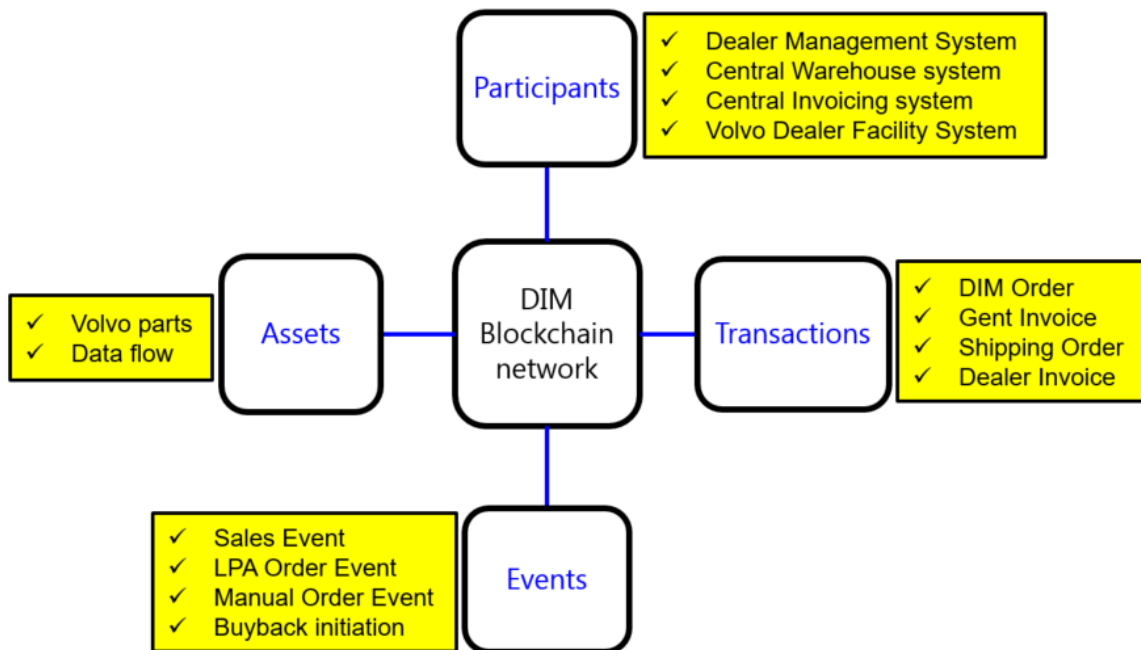 Participants
✓ Dealer Management System
✓ Central Warehouse system
✓ Central Invoicing system
✓ Volvo Dealer Facility System
✓ Volvo parts
✓ Data flow
Assets
DIM
Blockchain
network
Transactions
✓ DIM Order
✓ Gent Invoice
✓ Shipping Order
✓ Dealer Invoice
✓ Sales Event
✓ LPA Order Event
✓ Manual Order Event
✓ Buyback initiation
Events